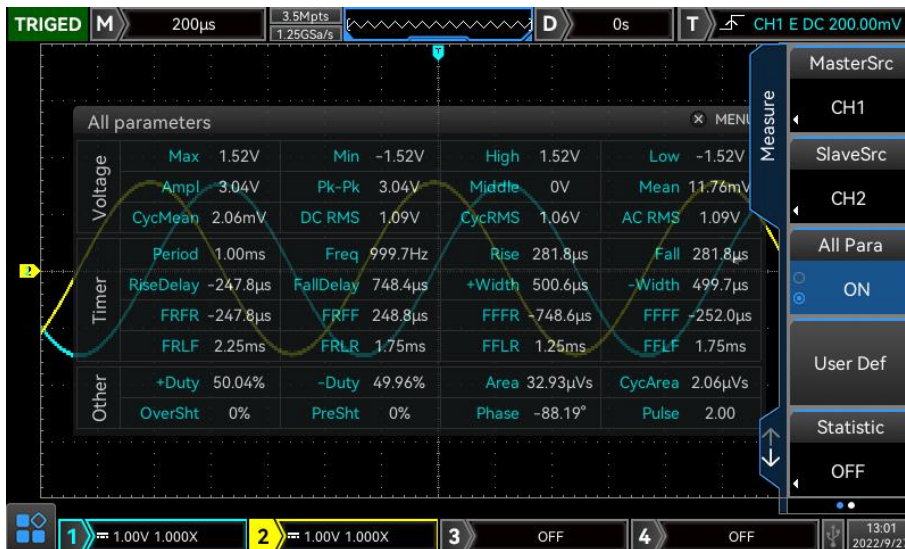 TRIGED M 200μs 3.5Mpts D 0s T CH1 E DC 200.00mV
1.25GSa/s
T
MasterSrc
CH1
SlaveSrc
CH2
All Para
ON
User Def
Statistic
OFF
Measure
All parameters × MENU
Voltage
Max 1.52V Min -1.52V High 1.52V Low -1.52V
Ampl 3.04V Pk-Pk 3.04V Middle 0V Mean 11.76mV
CycMean 2.06mV DC RMS 1.09V CycRMS 1.06V AC RMS 1.09V
Timer
Period 1.00ms Freq 999.7Hz Rise 281.8μs Fall 281.8μs
RiseDelay -247.8μs FallDelay 748.4μs +Width 500.6μs -Width 499.7μs
FRFR -247.8μs FRFF 248.8μs FFFR -748.6μs FFFF -252.0μs
FRLF 2.25ms FRLR 1.75ms FFLR 1.25ms FFLF 1.75ms
Other
+Duty 50.04% -Duty 49.96% Area 32.93μVs CycArea 2.06μVs
OverSht 0% PreSht 0% Phase -88.19° Pulse 2.00
2
1 1.00V 1.000X 2 1.00V 1.000X 3 OFF 4 OFF 13:01